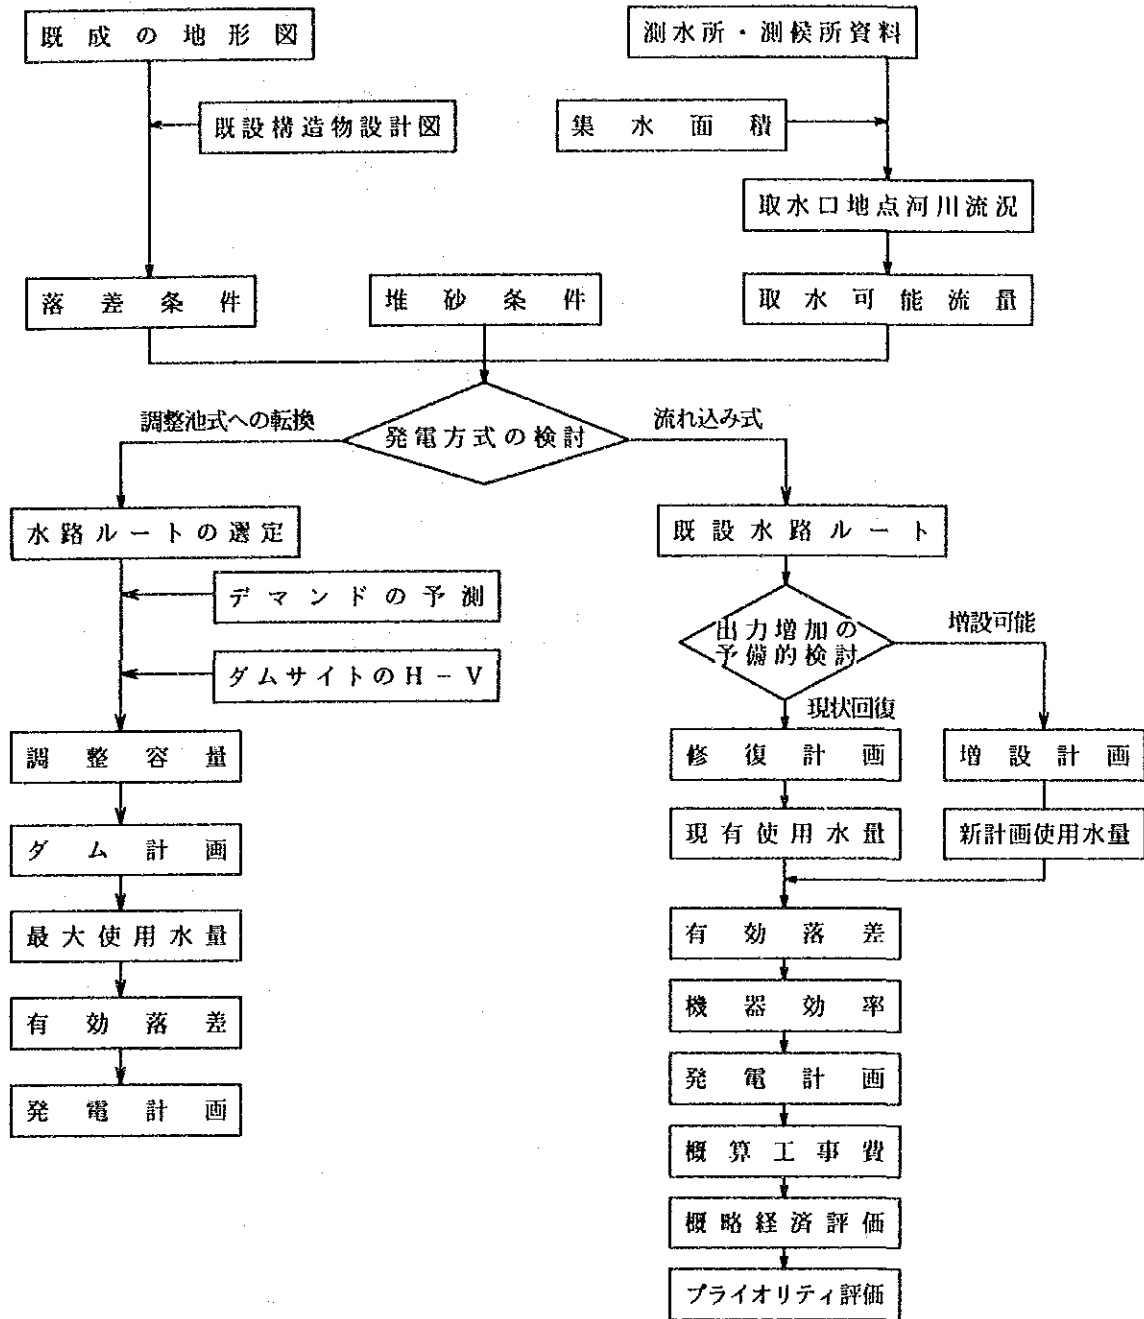 既成の地形図
測水所・測候所資料
既設構造物設計図
集水面積
取水口地点河川流況
落差条件
堆砂条件
取水可能流量
調整池式への転換
発電方式の検討
流れ込み式
水路ルートの選定
既設水路ルート
デマンドの予測
出力増加の
予備的検討
増設可能
ダムサイトのH-V
現状回復
調整容量
修復計画
増設計画
ダム計画
現有使用水量
新計画使用水量
最大使用水量
有効落差
有効落差
機器効率
発電計画
発電計画
概算工事費
概略経済評価
プライオリティ評価